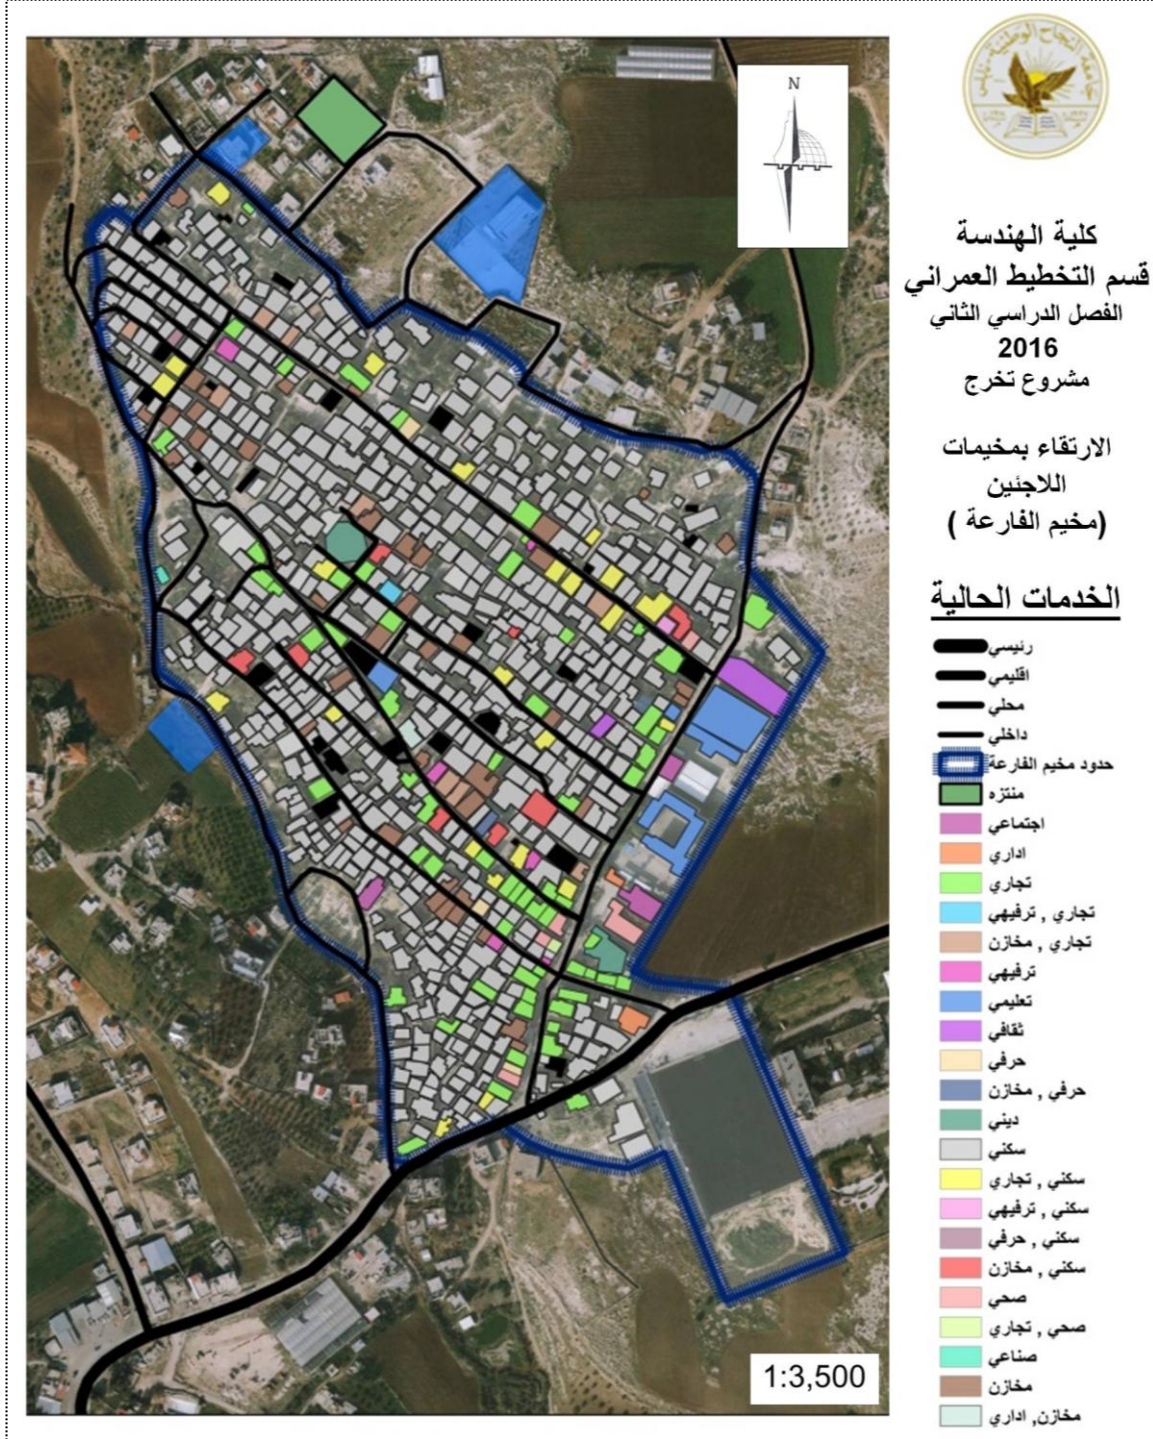 جامعة النجاح الوطنية
N
كلية الهندسة
قسم التخطيط العمراني
الفصل الدراسي الثاني
2016
مشروع تخرج
الارتقاء بمخيمات
اللاجئين
(مخيم الفارعة )
الخدمات الحالية
رئيسي
اقليمي
محلي
داخلي
حدود مخيم الفارعة
منتزه
اجتماعي
اداري
تجاري
تجاري , ترفيهي
تجاري , مخازن
ترفيهي
تعليمي
ثقافي
حرفي
حرفي , مخازن
ديني
سكني
سكني , تجاري
سكني , ترفيهي
سكني , حرفي
سكني , مخازن
صحي
صحي , تجاري
صناعي
مخازن
مخازن, اداري
1:3,500